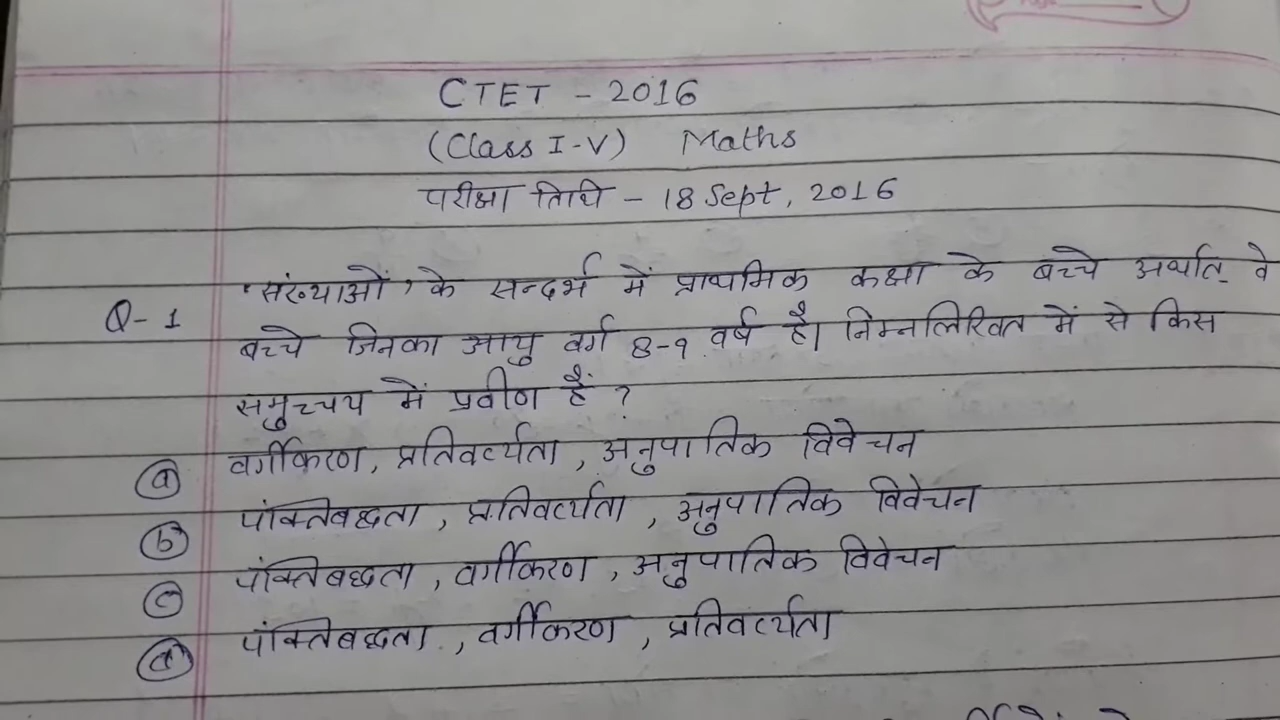 CTET - 2016
(Class I-V) Maths
परीक्षा तिथि - 18 Sept, 2016
Q-1 'संख्याओं' के सन्दर्भ में प्राथमिक कक्षा के बच्चे अर्थात् वे
बच्चे जिनका आयु वर्ग 8-9 वर्ष है। निम्नलिखित में से किस
समुच्चय में प्रवीण हैं ?
(a) वर्गीकरण, प्रतिवर्त्यता, अनुपातिक विवेचन
(b) पंक्तिबद्धता, प्रतिवर्त्यता, अनुपातिक विवेचन
(c) पंक्तिबद्धता, वर्गीकरण, अनुपातिक विवेचन
(d) पंक्तिबद्धता, वर्गीकरण, प्रतिवर्त्यता